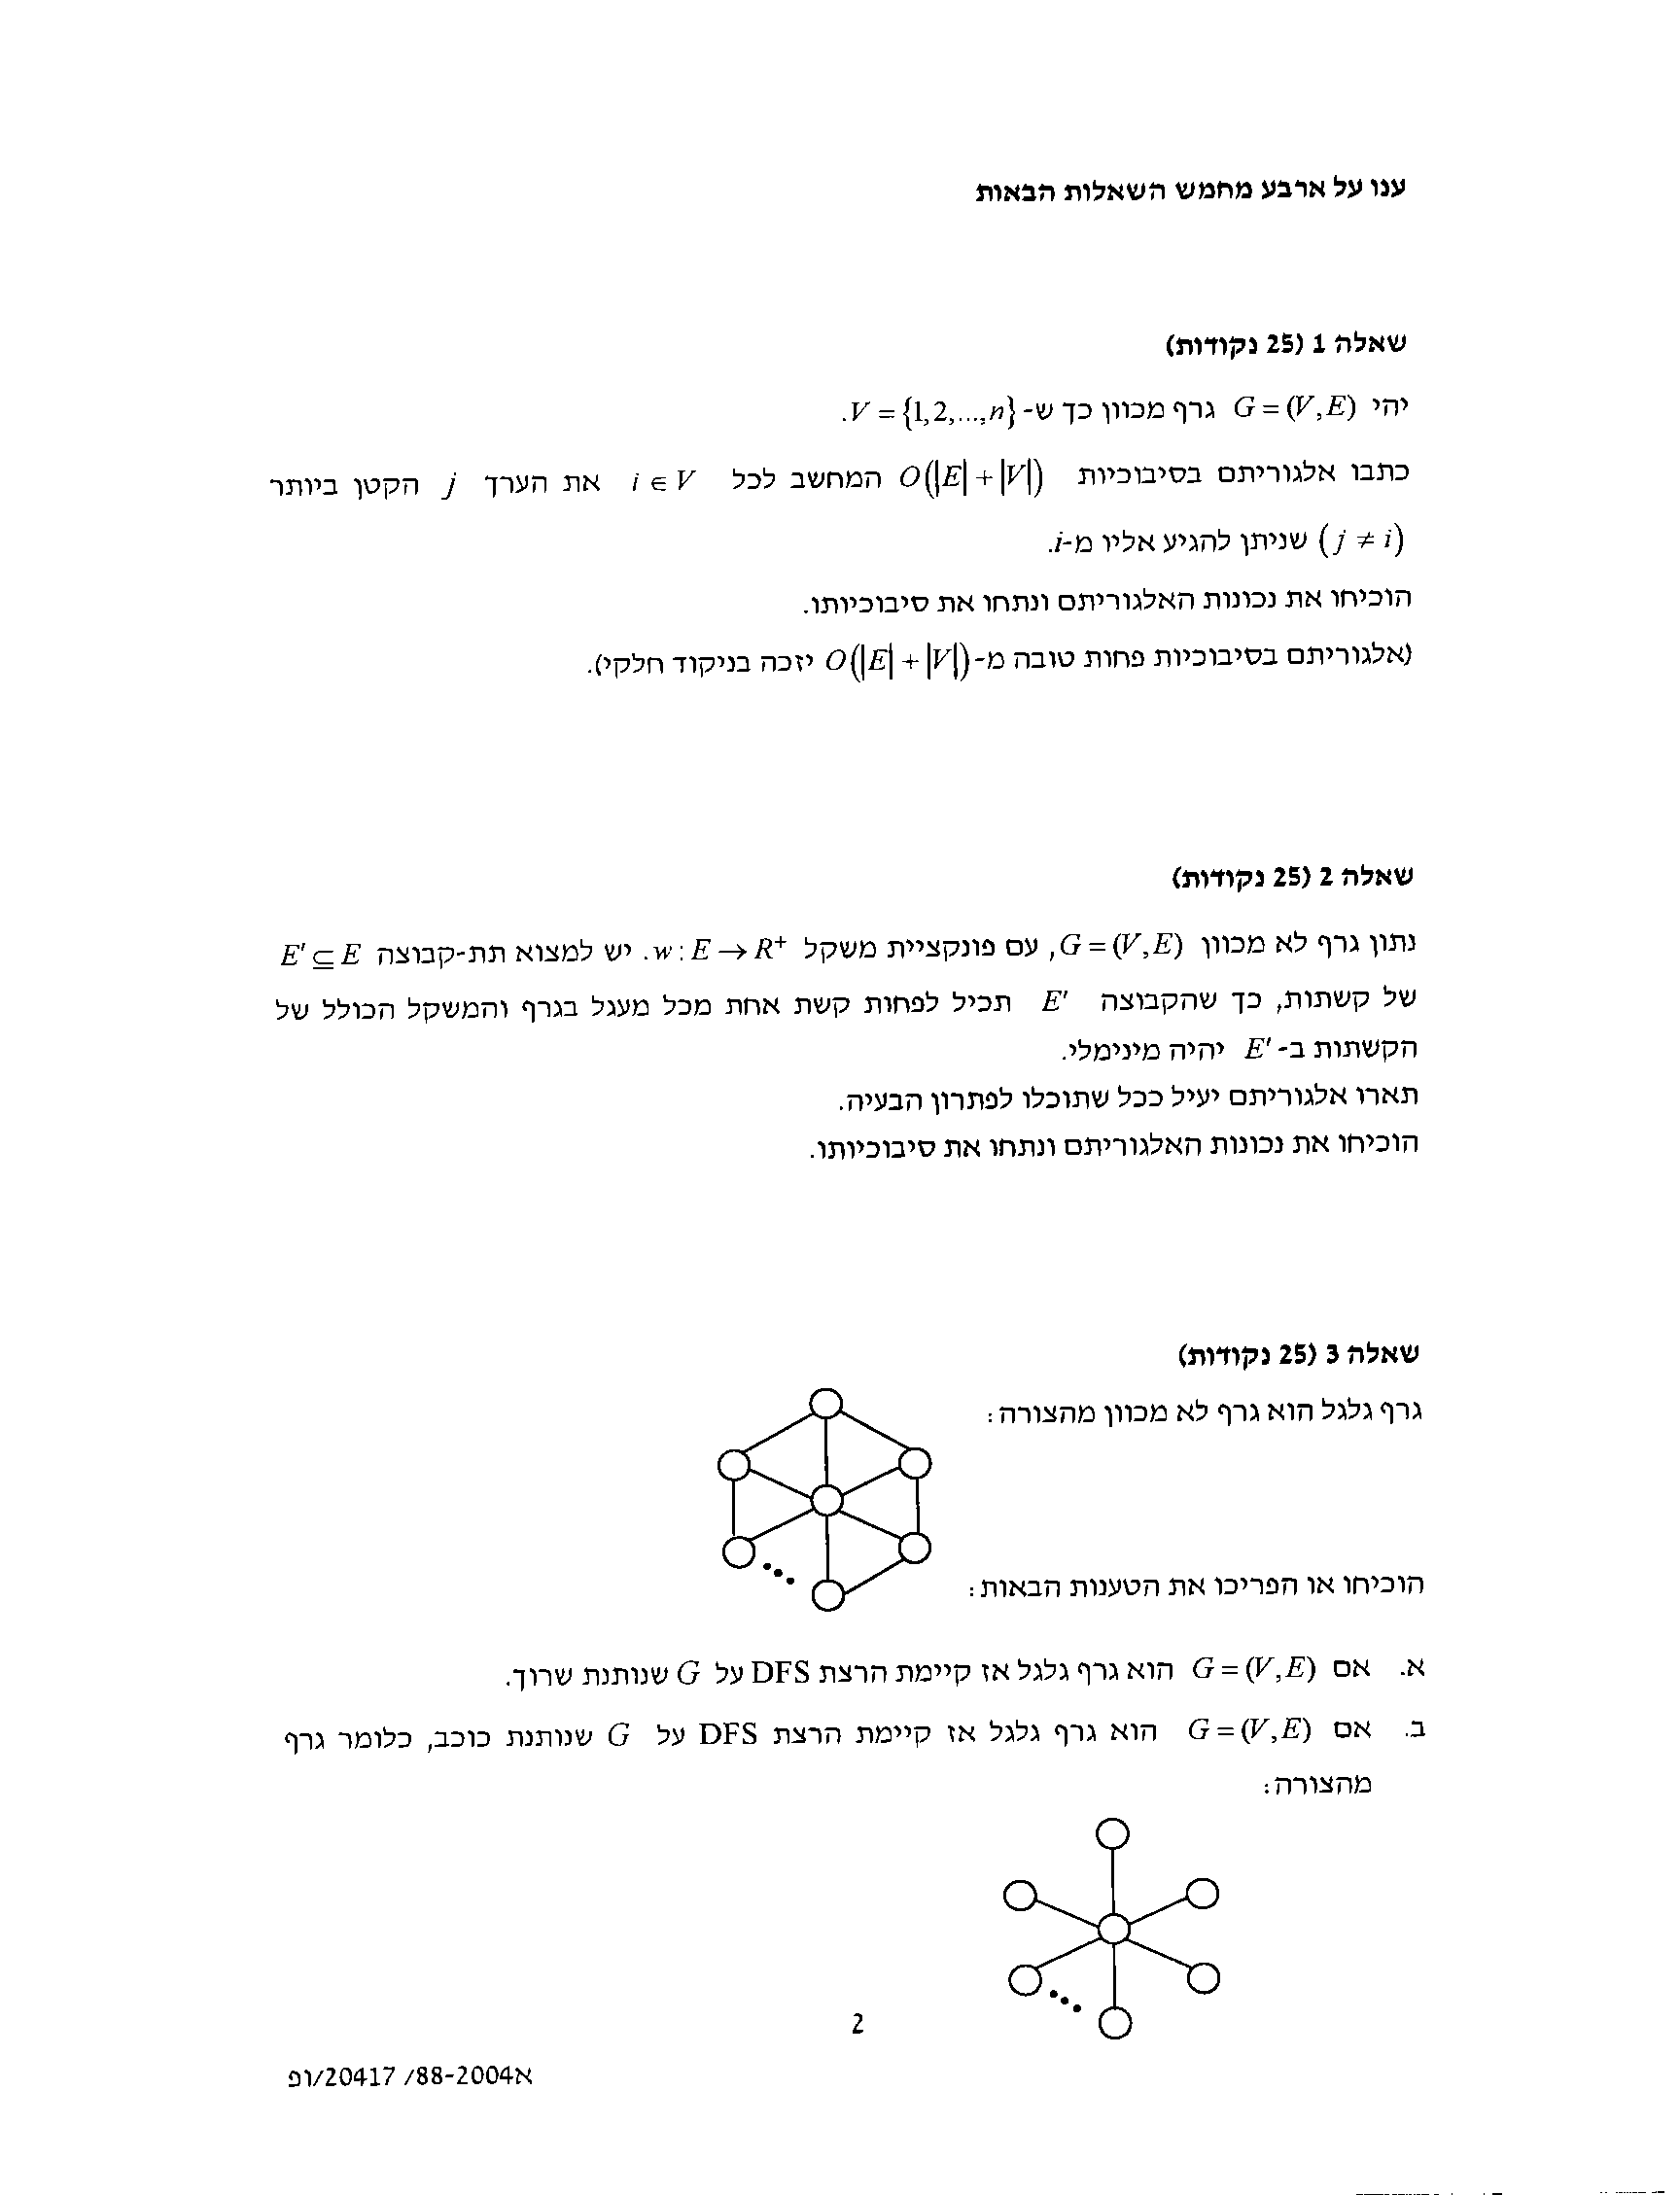 ענו על ארבע מחמש השאלות הבאות
שאלה 1 (25 נקודות)
יהי G = (V,E) גרף מכוון כך ש- V = {1,2,...,n}.
כתבו אלגוריתם בסיבוכיות O(|E|+|V|) המחשב לכל i ∈ V את הערך j הקטן ביותר
(j ≠ i) שניתן להגיע אליו מ-i.
הוכיחו את נכונות האלגוריתם ונתחו את סיבוכיותו.
(אלגוריתם בסיבוכיות פחות טובה מ- O(|E|+|V|) יזכה בניקוד חלקי).
שאלה 2 (25 נקודות)
נתון גרף לא מכוון G = (V,E), עם פונקציית משקל w : E → R⁺. יש למצוא תת-קבוצה E' ⊆ E
של קשתות, כך שהקבוצה E' תכיל לפחות קשת אחת מכל מעגל בגרף והמשקל הכולל של
הקשתות ב- E' יהיה מינימלי.
תארו אלגוריתם יעיל ככל שתוכלו לפתרון הבעיה.
הוכיחו את נכונות האלגוריתם ונתחו את סיבוכיותו.
שאלה 3 (25 נקודות)
גרף גלגל הוא גרף לא מכוון מהצורה:
הוכיחו או הפריכו את הטענות הבאות:
א. אם G = (V,E) הוא גרף גלגל אז קיימת הרצת DFS על G שנותנת שרוך.
ב. אם G = (V,E) הוא גרף גלגל אז קיימת הרצת DFS על G שנותנת כוכב, כלומר גרף
מהצורה:
2
א2004-88/ 20417/ופ